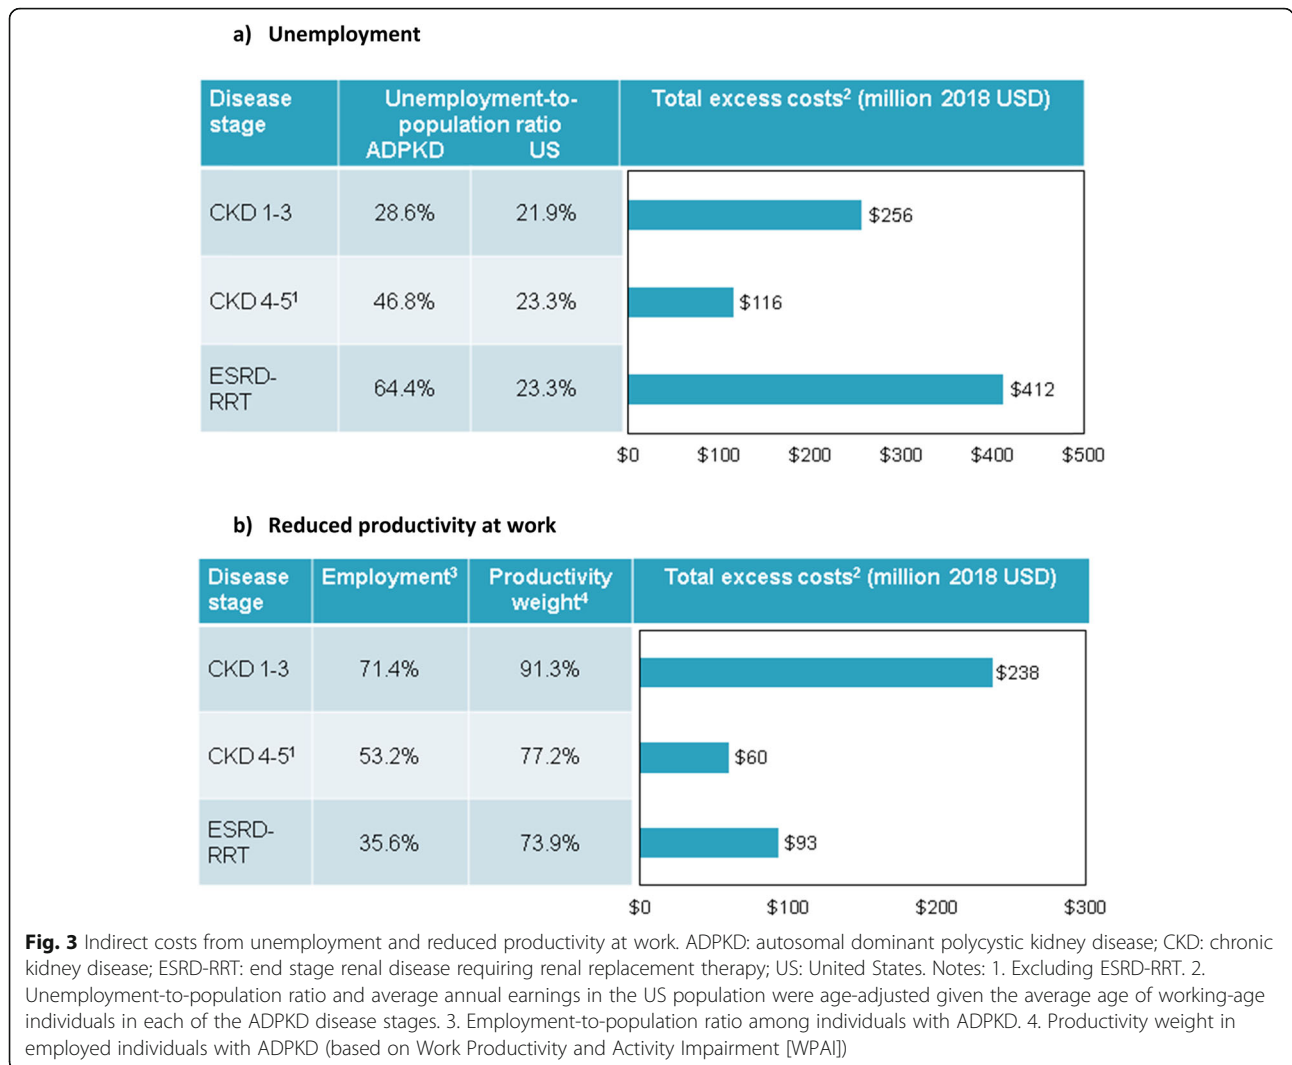 a) Unemployment
Disease stage
Unemployment-to-population ratio
ADPKD US
Total excess costs² (million 2018 USD)
CKD 1-3 28.6% 21.9% $256
CKD 4-5¹ 46.8% 23.3% $116
ESRD-RRT 64.4% 23.3% $412
$0 $100 $200 $300 $400 $500
b) Reduced productivity at work
Disease stage
Employment³
Productivity weight⁴
Total excess costs² (million 2018 USD)
CKD 1-3 71.4% 91.3% $238
CKD 4-5¹ 53.2% 77.2% $60
ESRD-RRT 35.6% 73.9% $93
$0 $100 $200 $300
Fig. 3 Indirect costs from unemployment and reduced productivity at work. ADPKD: autosomal dominant polycystic kidney disease; CKD: chronic
kidney disease; ESRD-RRT: end stage renal disease requiring renal replacement therapy; US: United States. Notes: 1. Excluding ESRD-RRT. 2.
Unemployment-to-population ratio and average annual earnings in the US population were age-adjusted given the average age of working-age
individuals in each of the ADPKD disease stages. 3. Employment-to-population ratio among individuals with ADPKD. 4. Productivity weight in
employed individuals with ADPKD (based on Work Productivity and Activity Impairment [WPAI])